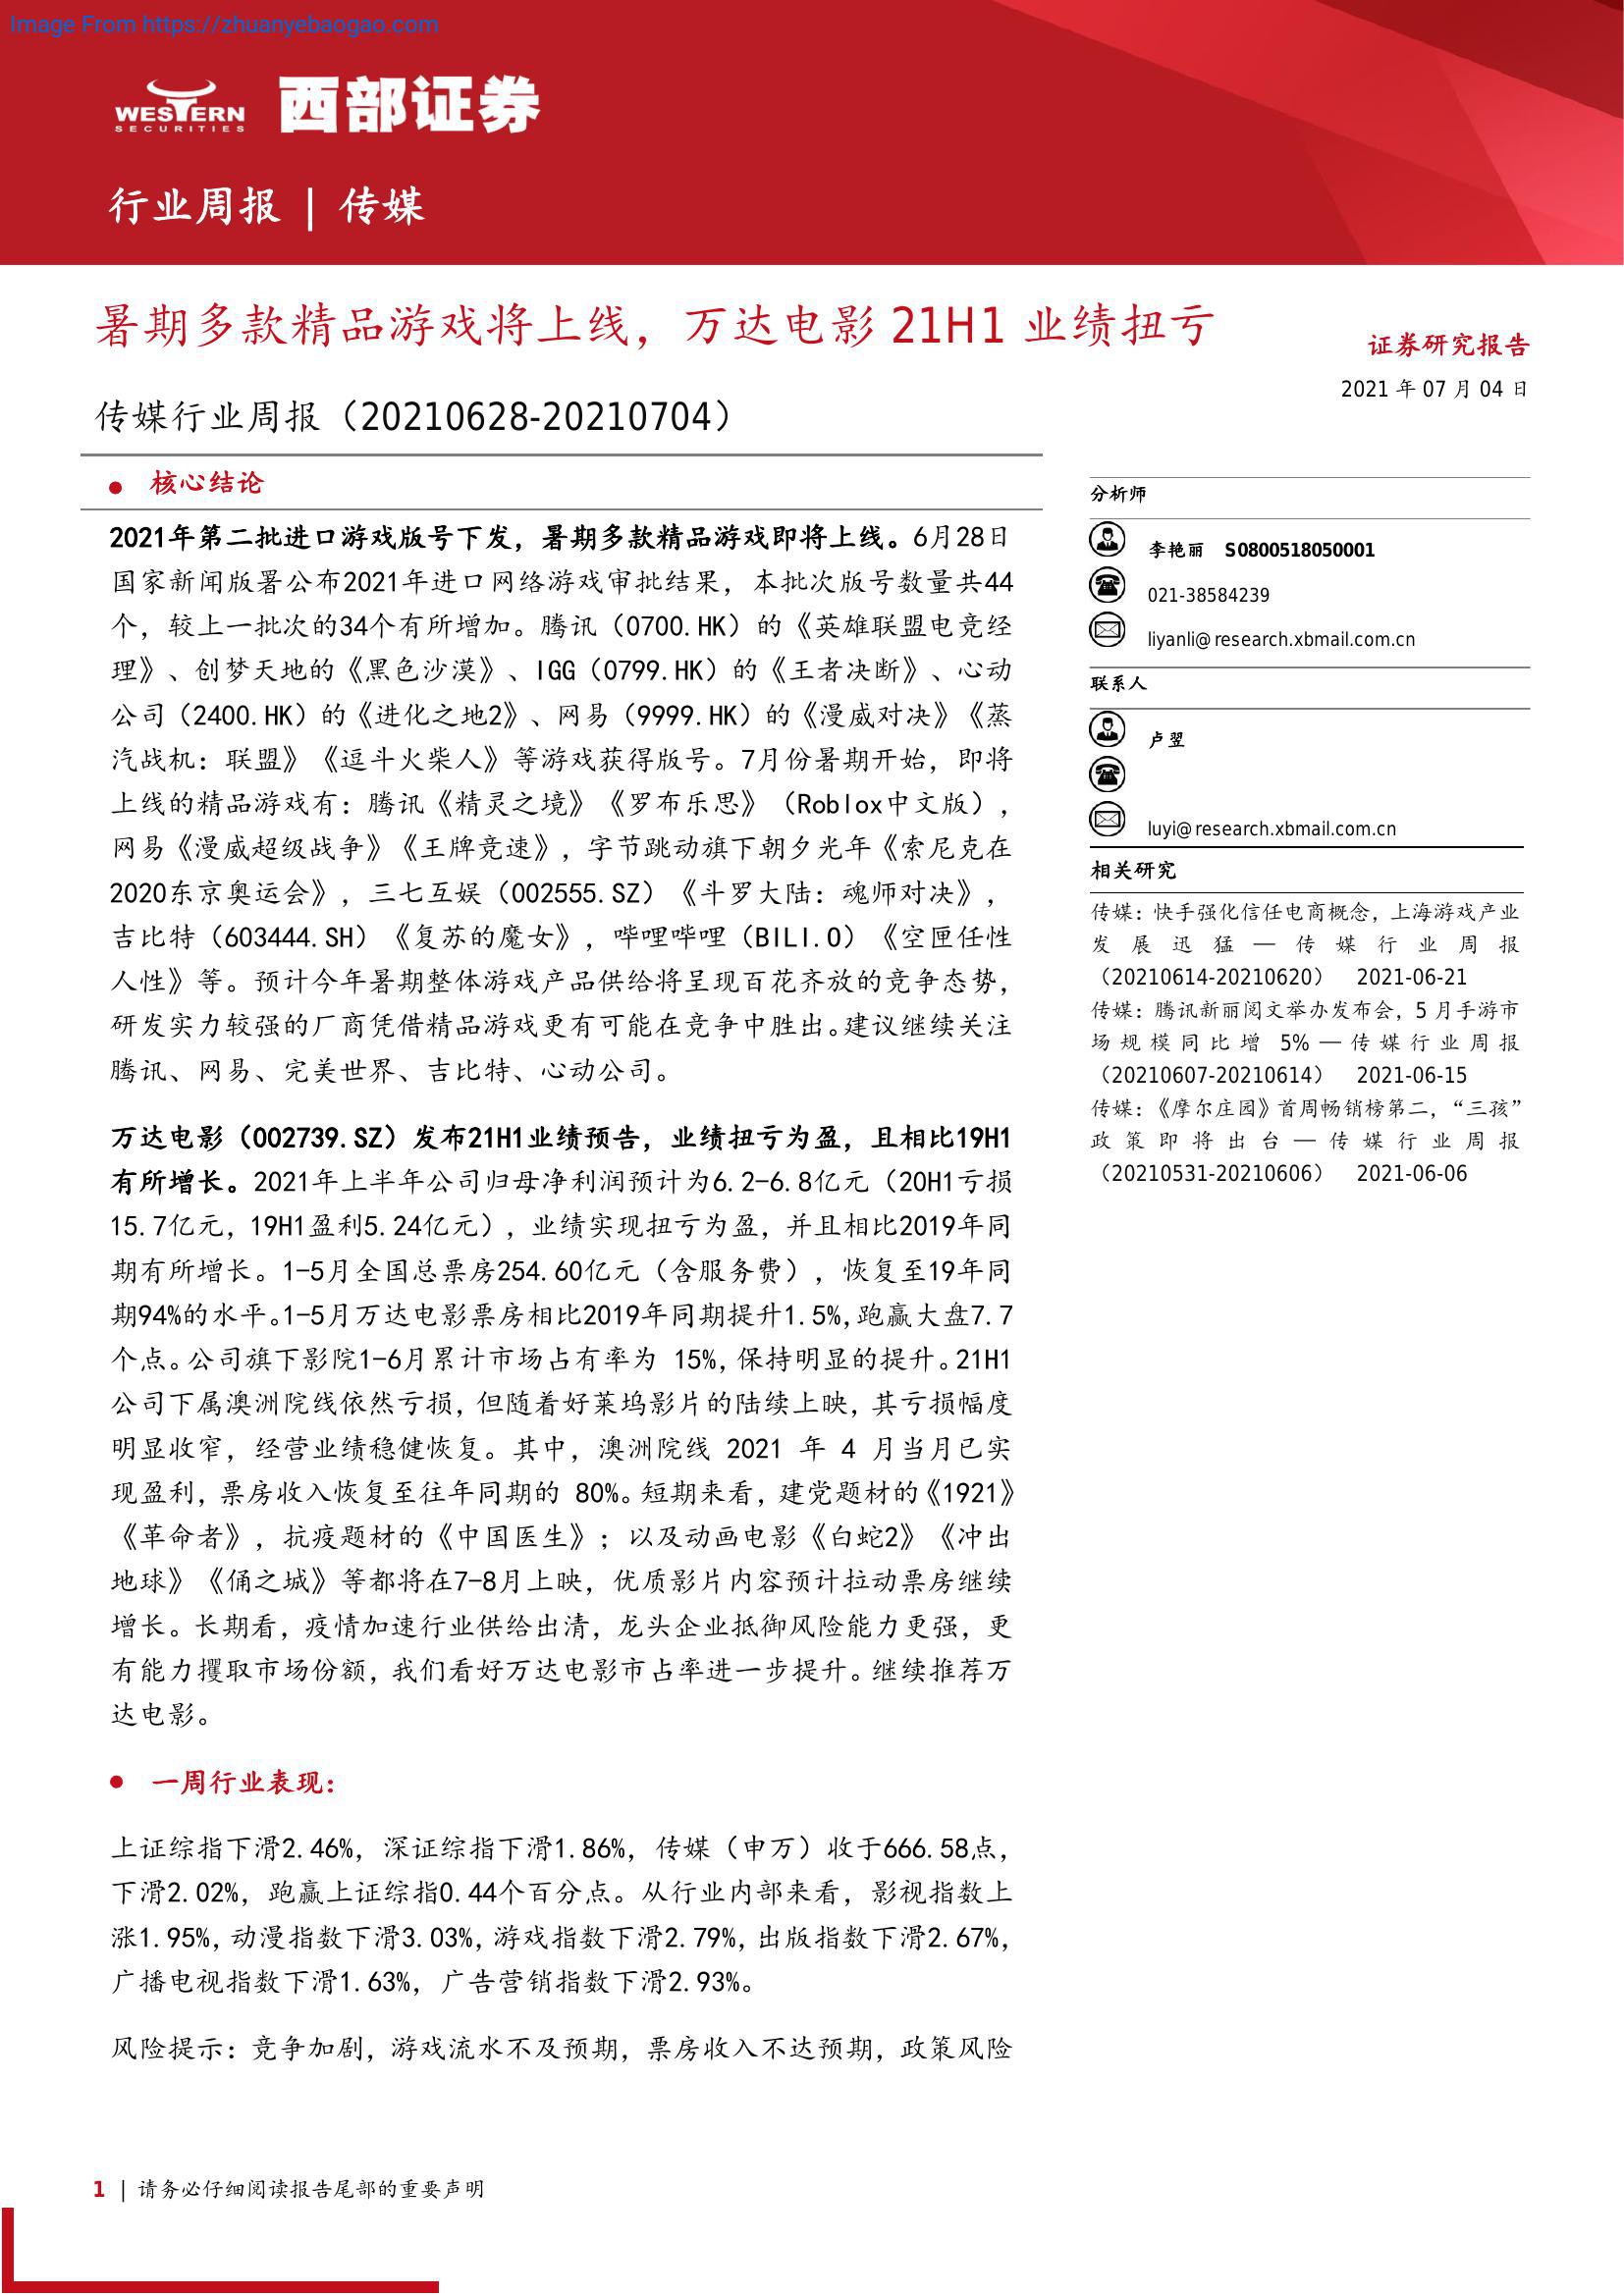 Image From https://zhuanyebaogao.com
WESTERN
SECURITIES
西部证券
行业周报 | 传媒
暑期多款精品游戏将上线，万达电影 21H1 业绩扭亏
传媒行业周报（20210628-20210704）
证券研究报告
2021 年 07 月 04 日
● 核心结论
2021年第二批进口游戏版号下发，暑期多款精品游戏即将上线。6月28日
国家新闻版署公布2021年进口网络游戏审批结果，本批次版号数量共44
个，较上一批次的34个有所增加。腾讯（0700.HK）的《英雄联盟电竞经
理》、创梦天地的《黑色沙漠》、IGG（0799.HK）的《王者决断》、心动
公司（2400.HK）的《进化之地2》、网易（9999.HK）的《漫威对决》《蒸
汽战机：联盟》《逗斗火柴人》等游戏获得版号。7月份暑期开始，即将
上线的精品游戏有：腾讯《精灵之境》《罗布乐思》（Roblox中文版），
网易《漫威超级战争》《王牌竞速》，字节跳动旗下朝夕光年《索尼克在
2020东京奥运会》，三七互娱（002555.SZ）《斗罗大陆：魂师对决》，
吉比特（603444.SH）《复苏的魔女》，哔哩哔哩（BILI.O）《空匣任性
人性》等。预计今年暑期整体游戏产品供给将呈现百花齐放的竞争态势，
研发实力较强的厂商凭借精品游戏更有可能在竞争中胜出。建议继续关注
腾讯、网易、完美世界、吉比特、心动公司。
万达电影（002739.SZ）发布21H1业绩预告，业绩扭亏为盈，且相比19H1
有所增长。2021年上半年公司归母净利润预计为6.2-6.8亿元（20H1亏损
15.7亿元，19H1盈利5.24亿元），业绩实现扭亏为盈，并且相比2019年同
期有所增长。1-5月全国总票房254.60亿元（含服务费），恢复至19年同
期94%的水平。1-5月万达电影票房相比2019年同期提升1.5%，跑赢大盘7.7
个点。公司旗下影院1-6月累计市场占有率为 15%，保持明显的提升。21H1
公司下属澳洲院线依然亏损，但随着好莱坞影片的陆续上映，其亏损幅度
明显收窄，经营业绩稳健恢复。其中，澳洲院线 2021 年 4 月当月已实
现盈利，票房收入恢复至往年同期的 80%。短期来看，建党题材的《1921》
《革命者》，抗疫题材的《中国医生》；以及动画电影《白蛇2》《冲出
地球》《俑之城》等都将在7-8月上映，优质影片内容预计拉动票房继续
增长。长期看，疫情加速行业供给出清，龙头企业抵御风险能力更强，更
有能力攫取市场份额，我们看好万达电影市占率进一步提升。继续推荐万
达电影。
● 一周行业表现：
上证综指下滑2.46%，深证综指下滑1.86%，传媒（申万）收于666.58点，
下滑2.02%，跑赢上证综指0.44个百分点。从行业内部来看，影视指数上
涨1.95%，动漫指数下滑3.03%，游戏指数下滑2.79%，出版指数下滑2.67%，
广播电视指数下滑1.63%，广告营销指数下滑2.93%。
风险提示：竞争加剧，游戏流水不及预期，票房收入不达预期，政策风险
分析师
李艳丽 S0800518050001
021-38584239
liyanli@research.xbmail.com.cn
联系人
卢翌
luyi@research.xbmail.com.cn
相关研究
传媒：快手强化信任电商概念，上海游戏产业
发展迅猛—传媒行业周报
（20210614-20210620） 2021-06-21
传媒：腾讯新丽阅文举办发布会，5 月手游市
场规模同比增 5%—传媒行业周报
（20210607-20210614） 2021-06-15
传媒：《摩尔庄园》首周畅销榜第二，“三孩”
政策即将出台—传媒行业周报
（20210531-20210606） 2021-06-06
1 | 请务必仔细阅读报告尾部的重要声明